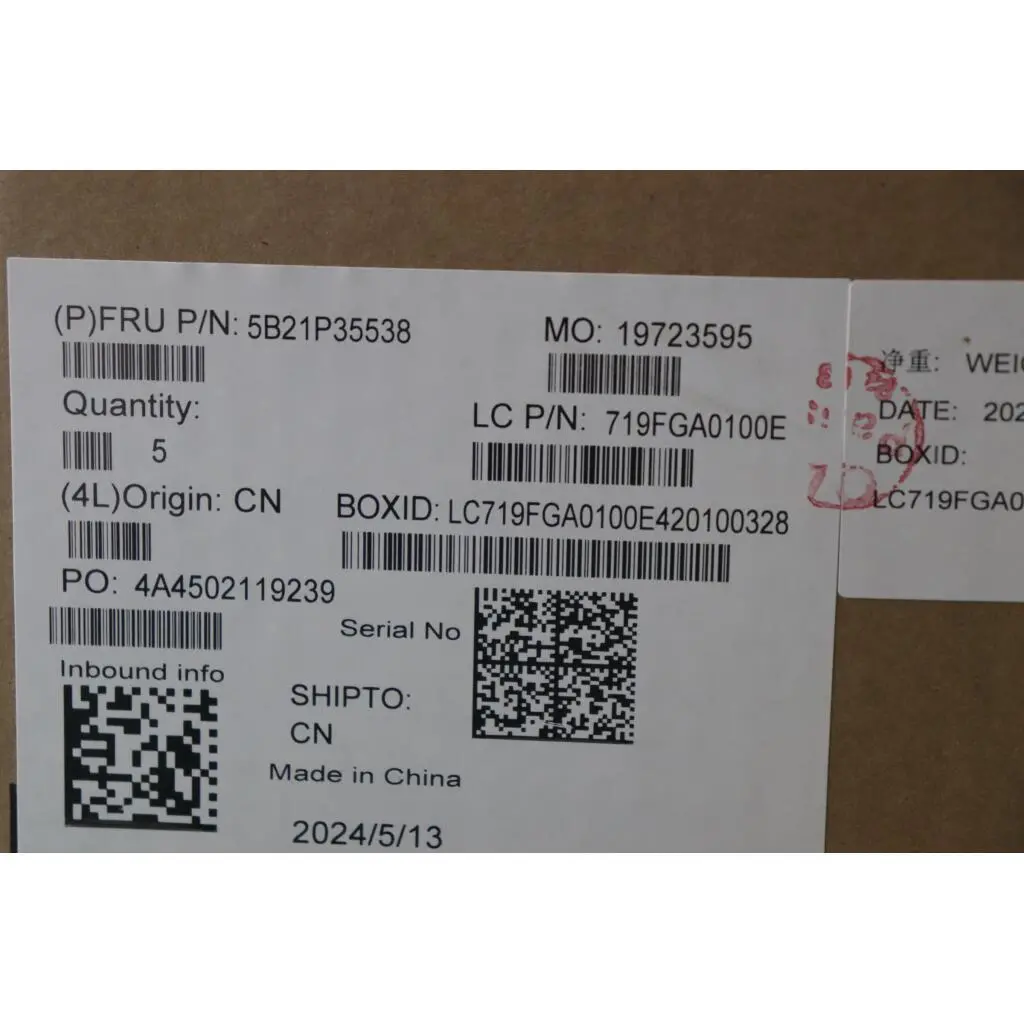 (P)FRU P/N: 5B21P35538
MO: 19723595
Quantity:
5
LC P/N: 719FGA0100E
(4L)Origin: CN
BOXID: LC719FGA0100E420100328
PO: 4A4502119239
Serial No
Inbound info
SHIPTO:
CN
Made in China
2024/5/13
净重: WEI
DATE: 202
BOXID:
LC719FGA0